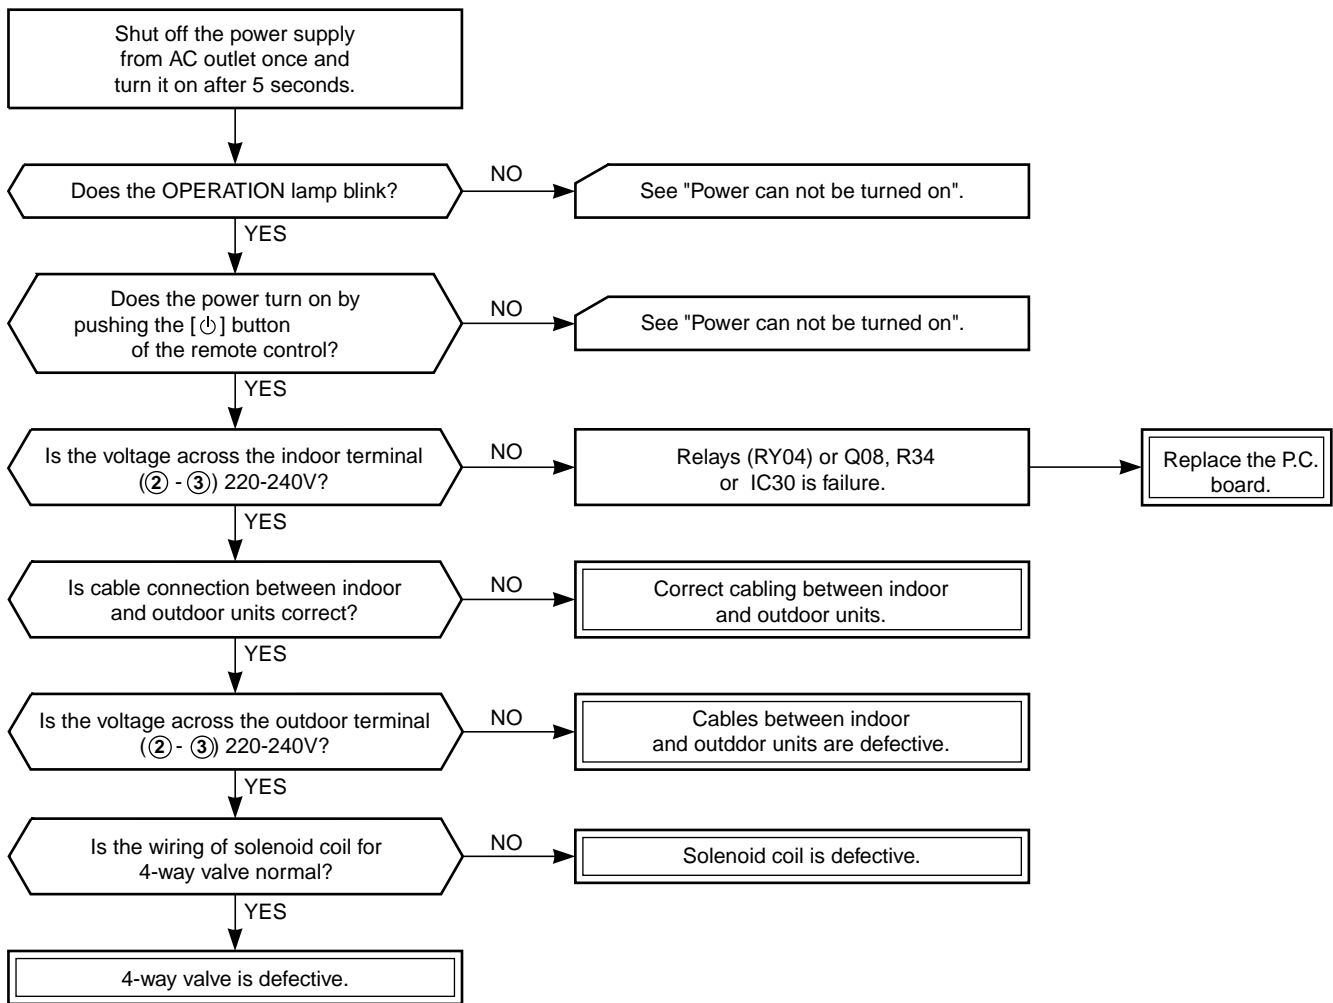 Shut off the power supply
from AC outlet once and
turn it on after 5 seconds.
Does the OPERATION lamp blink?
NO
See "Power can not be turned on".
YES
Does the power turn on by
pushing the [⏻] button
of the remote control?
NO
See "Power can not be turned on".
YES
Is the voltage across the indoor terminal
(② - ③) 220-240V?
NO
Relays (RY04) or Q08, R34
or IC30 is failure.
Replace the P.C.
board.
YES
Is cable connection between indoor
and outdoor units correct?
NO
Correct cabling between indoor
and outdoor units.
YES
Is the voltage across the outdoor terminal
(② - ③) 220-240V?
NO
Cables between indoor
and outddor units are defective.
YES
Is the wiring of solenoid coil for
4-way valve normal?
NO
Solenoid coil is defective.
YES
4-way valve is defective.